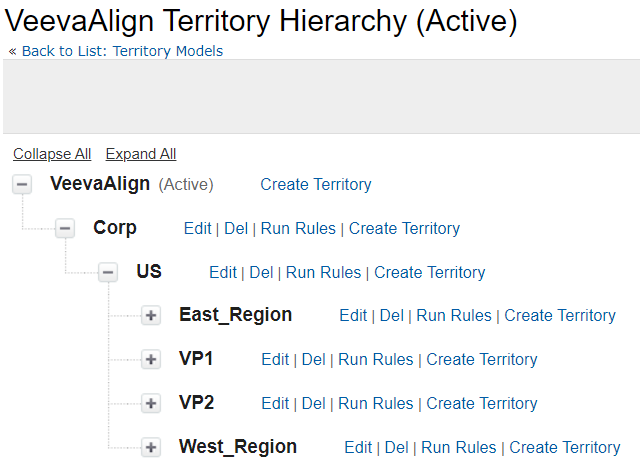 VeevaAlign Territory Hierarchy (Active)
« Back to List: Territory Models
Collapse All Expand All
VeevaAlign (Active) Create Territory
Corp Edit | Del | Run Rules | Create Territory
US Edit | Del | Run Rules | Create Territory
East_Region Edit | Del | Run Rules | Create Territory
VP1 Edit | Del | Run Rules | Create Territory
VP2 Edit | Del | Run Rules | Create Territory
West_Region Edit | Del | Run Rules | Create Territory